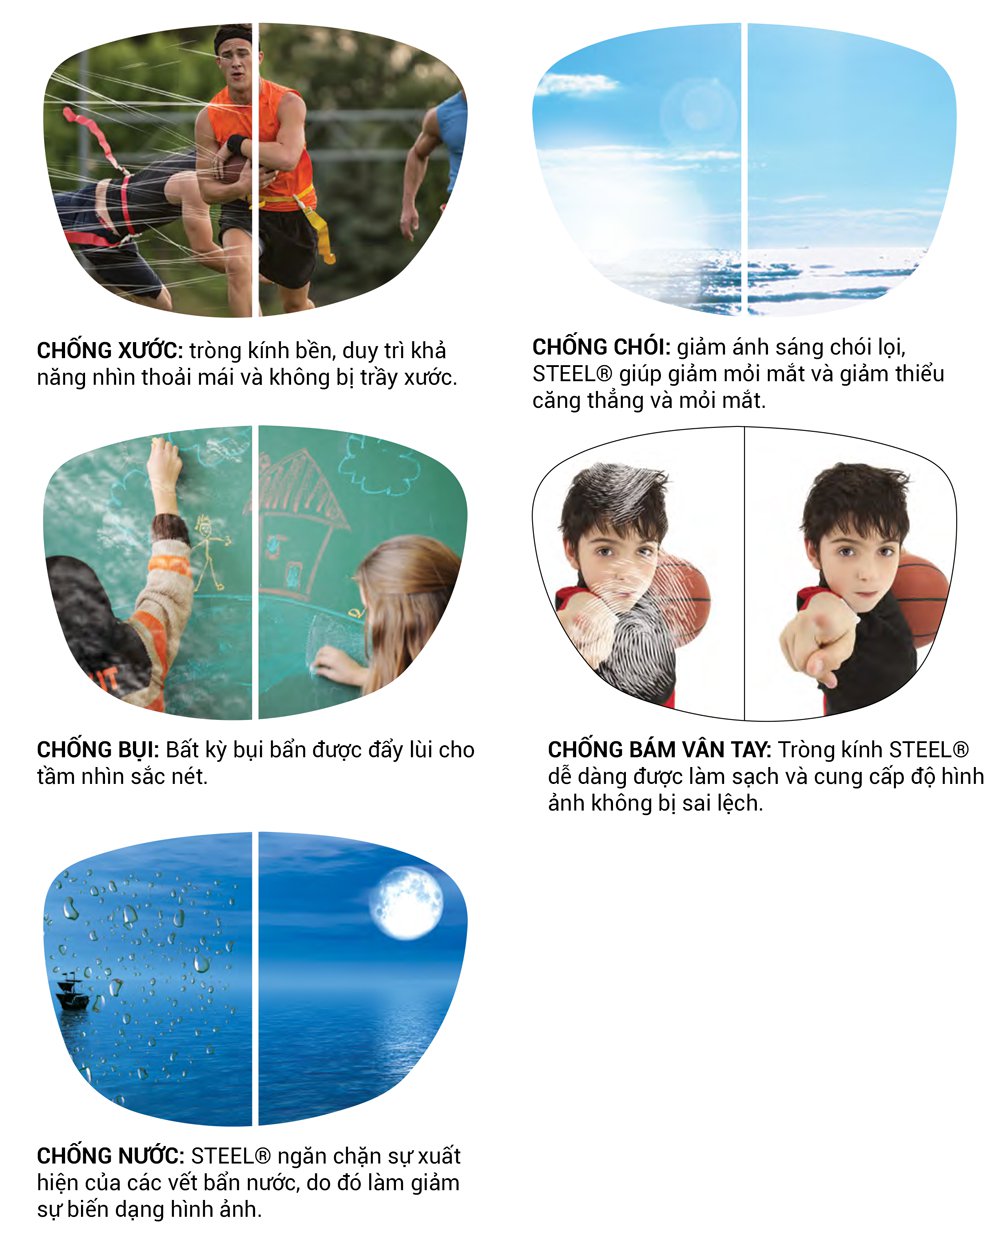 CHỐNG XƯỚC: tròng kính bền, duy trì khả
năng nhìn thoải mái và không bị trầy xước.
CHỐNG CHÓI: giảm ánh sáng chói lọi,
STEEL® giúp giảm mỏi mắt và giảm thiểu
căng thẳng và mỏi mắt.
CHỐNG BỤI: Bất kỳ bụi bẩn được đẩy lùi cho
tầm nhìn sắc nét.
CHỐNG BÁM VÂN TAY: Tròng kính STEEL®
dễ dàng được làm sạch và cung cấp độ hình
ảnh không bị sai lệch.
CHỐNG NƯỚC: STEEL® ngăn chặn sự xuất
hiện của các vết bẩn nước, do đó làm giảm
sự biến dạng hình ảnh.